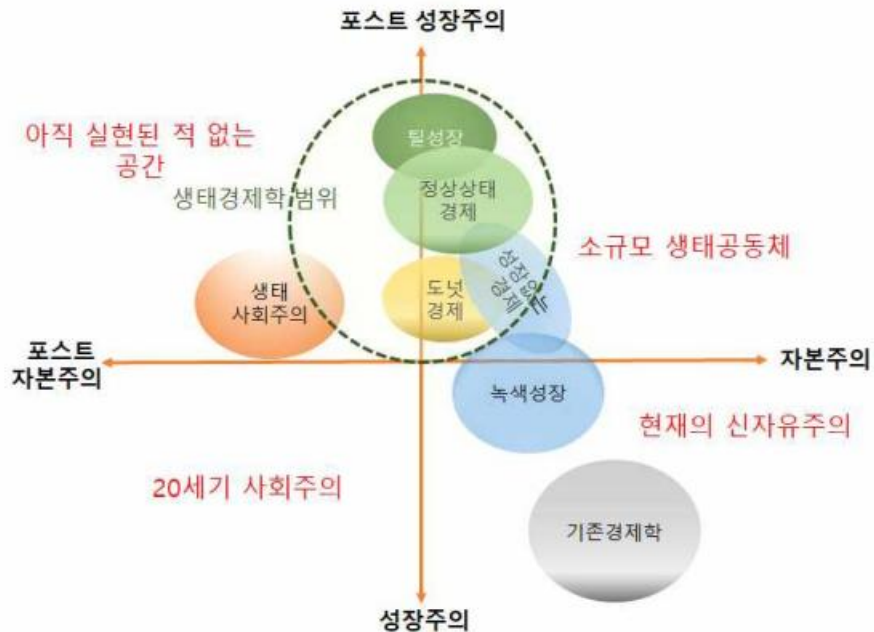 포스트 성장주의
아직 실현된 적 없는
공간
탈성장
생태경제학 범위
정상상태
경제
소규모 생태공동체
성장없는
경제
생태
사회주의
도넛
경제
포스트
자본주의
자본주의
녹색성장
현재의 신자유주의
20세기 사회주의
기존경제학
성장주의